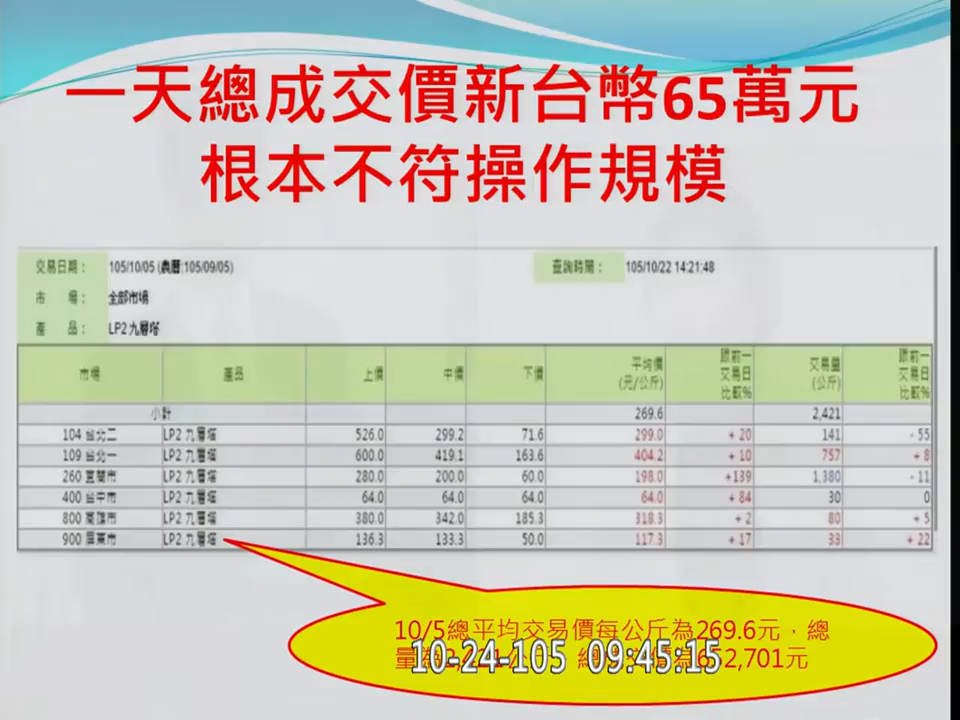 一天總成交價新台幣65萬元
根本不符操作規模
交易日期： 105/10/05 (農曆:105/09/05) 查詢時間： 105/10/22 14:21:48
市 場： 全部市場
產 品： LP2 九層塔
市場 產品 上價 中價 下價 平均價(元/公斤) 跟前一交易日比較% 交易量(公斤) 跟前一交易日比較%
小計 269.6 2,421
104 台北二 LP2 九層塔 526.0 299.2 71.6 299.0 + 20 141 - 55
109 台北一 LP2 九層塔 600.0 419.1 163.6 404.2 + 10 757 + 8
260 宜蘭市 LP2 九層塔 280.0 200.0 60.0 198.0 +139 1,380 - 11
400 台中市 LP2 九層塔 64.0 64.0 64.0 64.0 + 84 30 0
800 高雄市 LP2 九層塔 380.0 342.0 185.3 318.3 + 2 80 + 5
900 屏東市 LP2 九層塔 136.3 133.3 50.0 117.3 + 17 33 + 22
10/5總平均交易價每公斤為269.6元，總
量為 2,701元
10-24-105 09:45:15